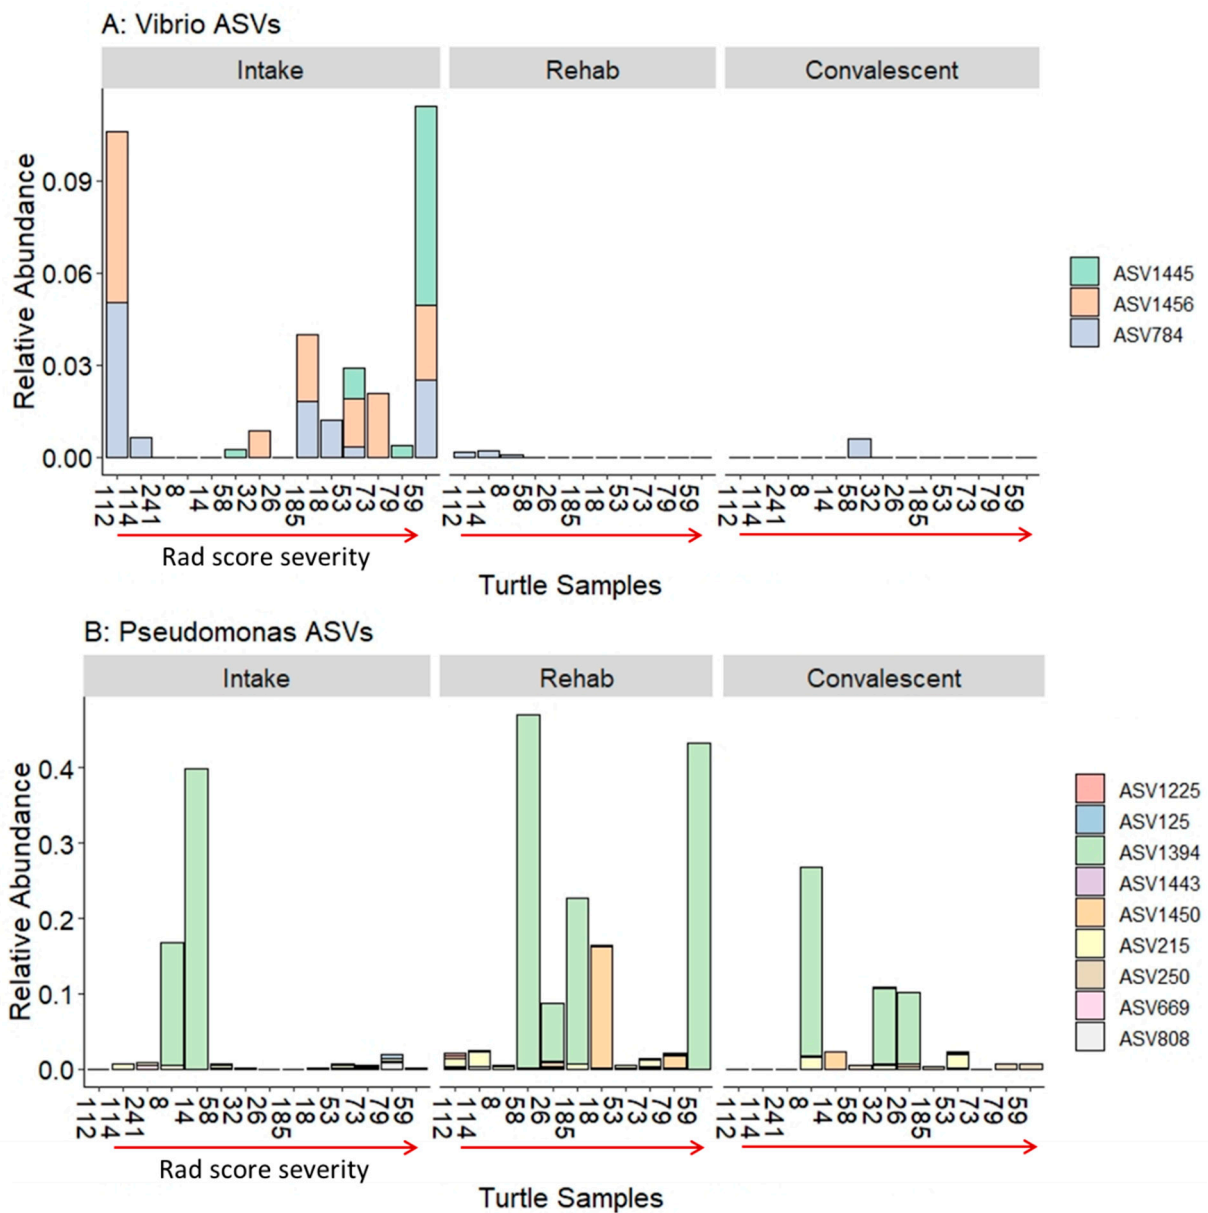 A: Vibrio ASVs
Intake Rehab Convalescent
Relative Abundance
0.09
0.06
0.03
0.00
ASV1445
ASV1456
ASV784
112 114 241 8 14 58 32 26 185 18 53 73 79 59
112 114 8 58 26 185 18 53 73 79 59
112 114 241 8 14 58 32 26 185 53 73 79 59
Rad score severity
Turtle Samples
B: Pseudomonas ASVs
Intake Rehab Convalescent
Relative Abundance
0.4
0.3
0.2
0.1
0.0
ASV1225
ASV125
ASV1394
ASV1443
ASV1450
ASV215
ASV250
ASV669
ASV808
112 114 241 8 14 58 32 26 185 18 53 73 79 59
112 114 8 58 26 185 18 53 73 79 59
112 114 241 8 14 58 32 26 185 53 73 79 59
Rad score severity
Turtle Samples